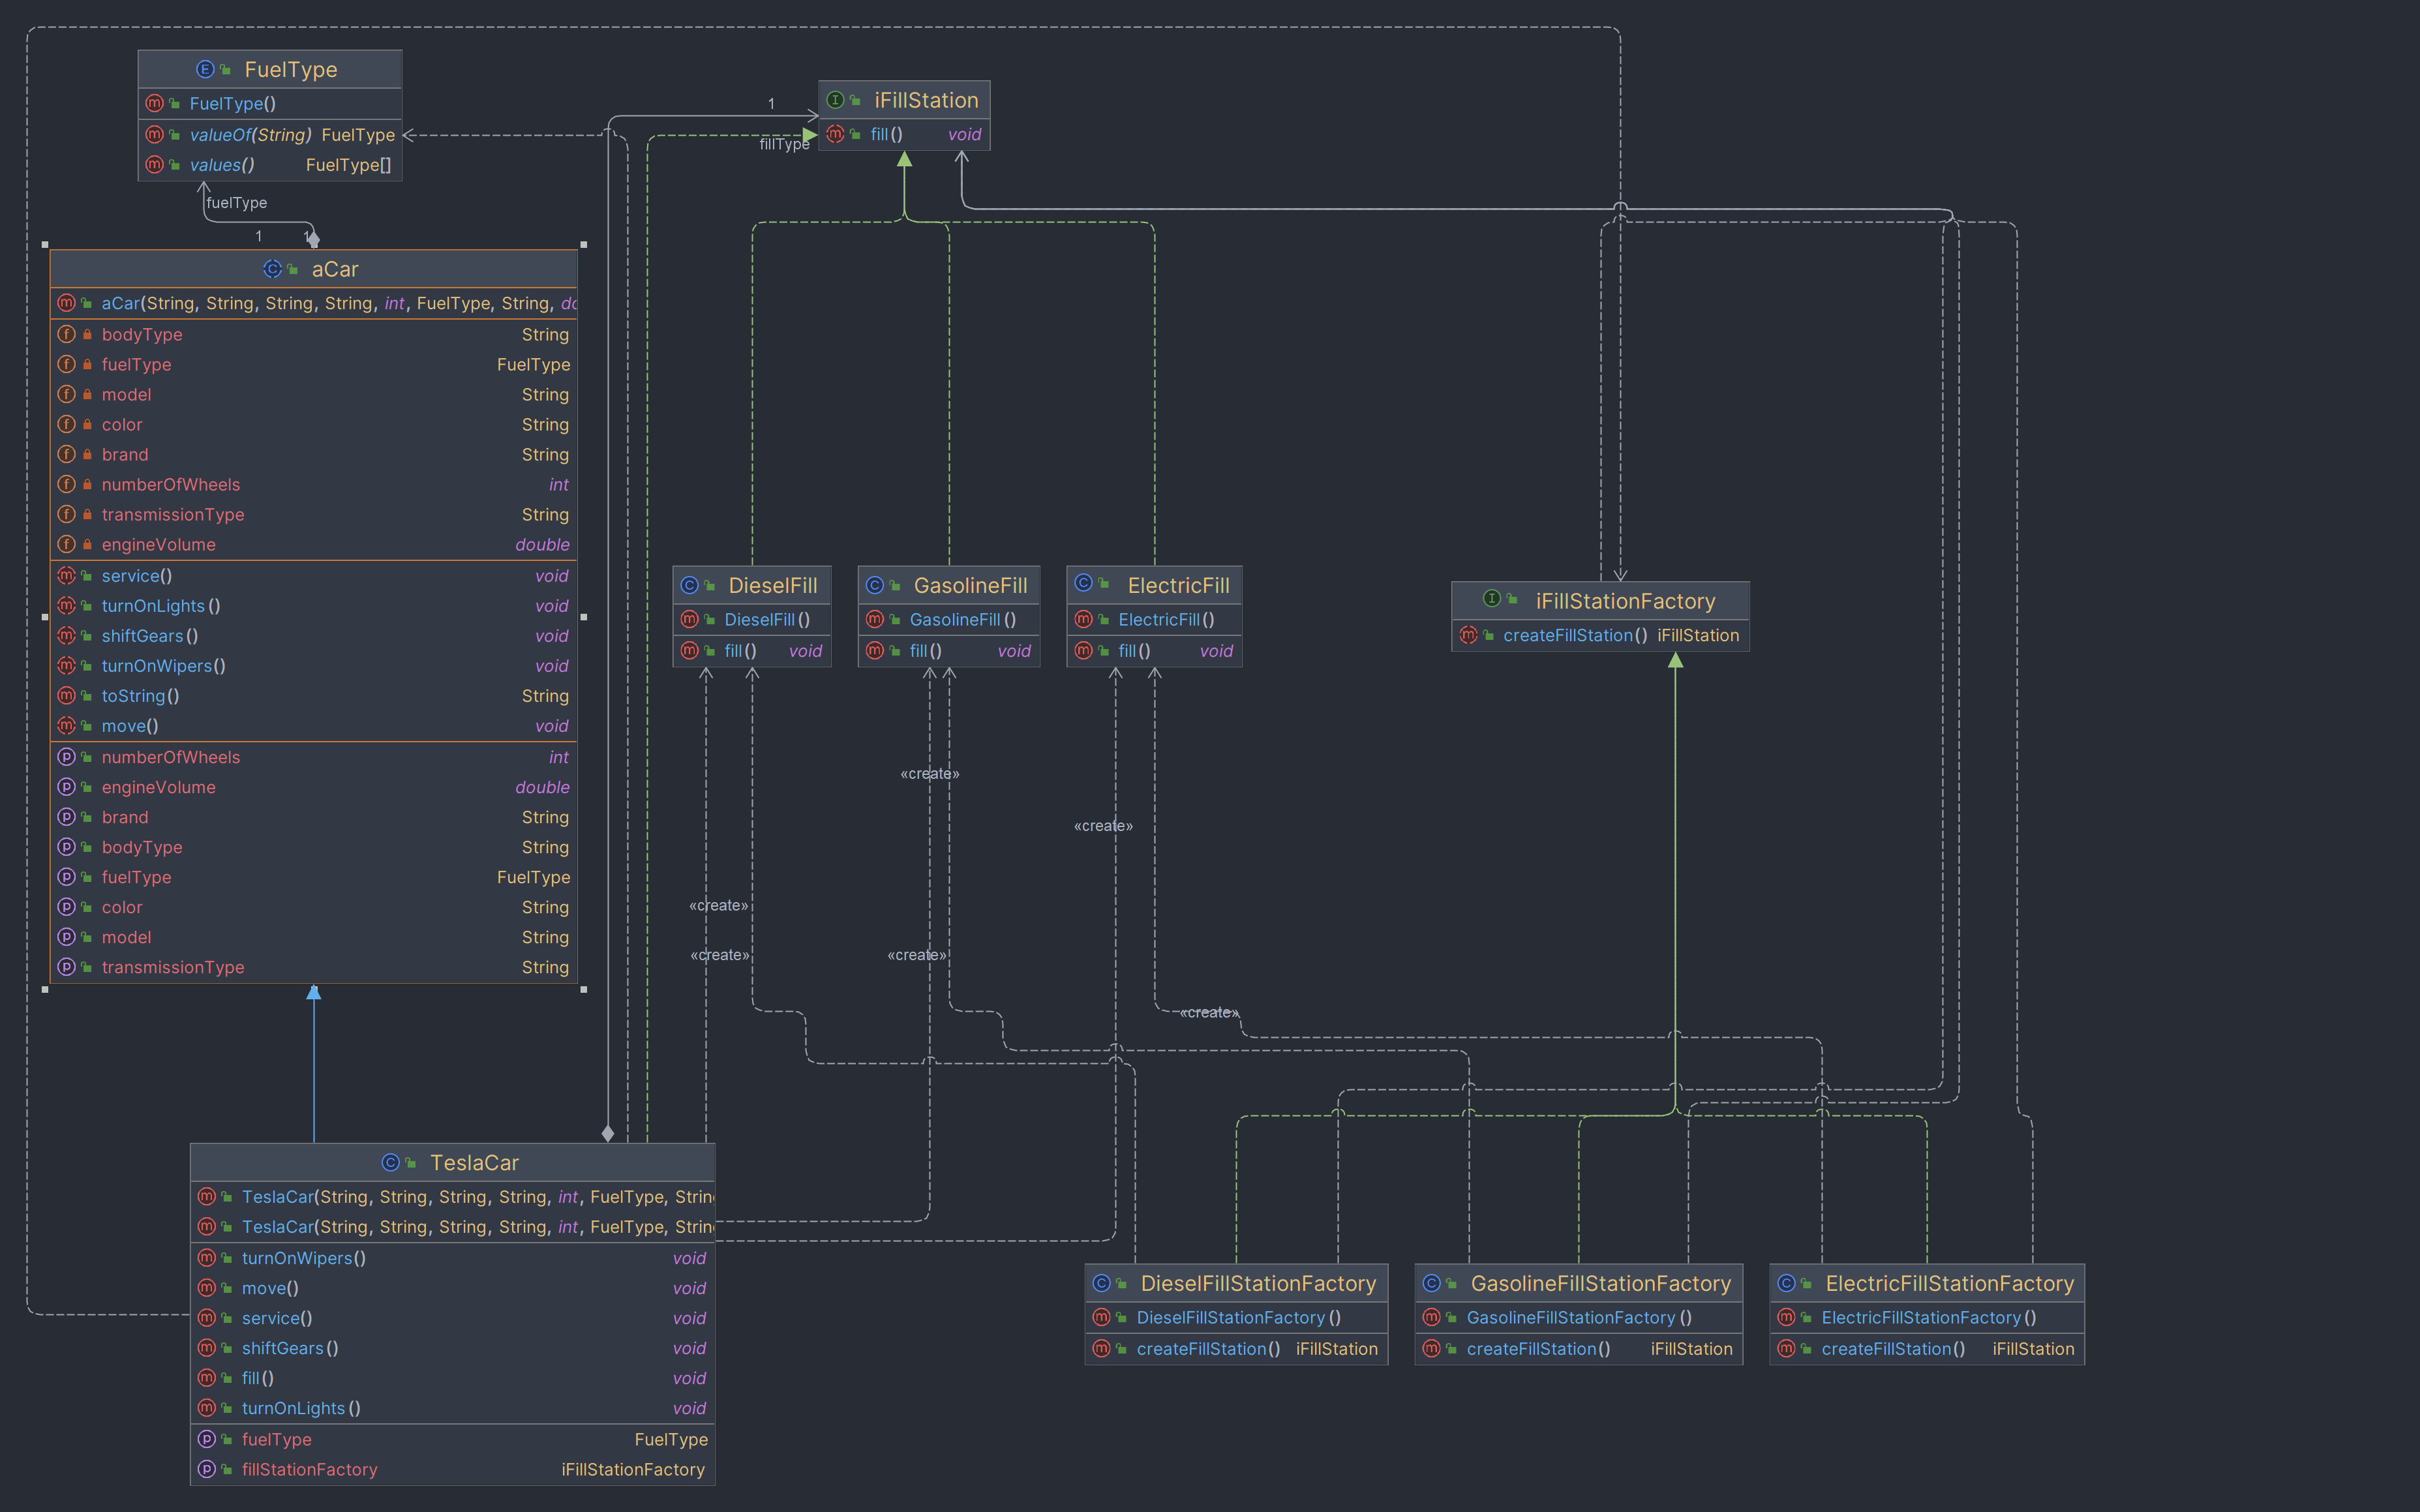 FuelType
FuelType()
valueOf(String) FuelType
values() FuelType[]
fuelType
1
1
aCar
aCar(String, String, String, String, int, FuelType, String, do
bodyType String
fuelType FuelType
model String
color String
brand String
numberOfWheels int
transmissionType String
engineVolume double
service() void
turnOnLights() void
shiftGears() void
turnOnWipers() void
toString() String
move() void
numberOfWheels int
engineVolume double
brand String
bodyType String
fuelType FuelType
color String
model String
transmissionType String
1
fillType
iFillStation
fill() void
DieselFill
DieselFill()
fill() void
GasolineFill
GasolineFill()
fill() void
ElectricFill
ElectricFill()
fill() void
iFillStationFactory
createFillStation() iFillStation
«create»
«create»
«create»
«create»
«create»
«create»
TeslaCar
TeslaCar(String, String, String, String, int, FuelType, Strin
TeslaCar(String, String, String, String, int, FuelType, Strin
turnOnWipers() void
move() void
service() void
shiftGears() void
fill() void
turnOnLights() void
fuelType FuelType
fillStationFactory iFillStationFactory
DieselFillStationFactory
DieselFillStationFactory()
createFillStation() iFillStation
GasolineFillStationFactory
GasolineFillStationFactory()
createFillStation() iFillStation
ElectricFillStationFactory
ElectricFillStationFactory()
createFillStation() iFillStation